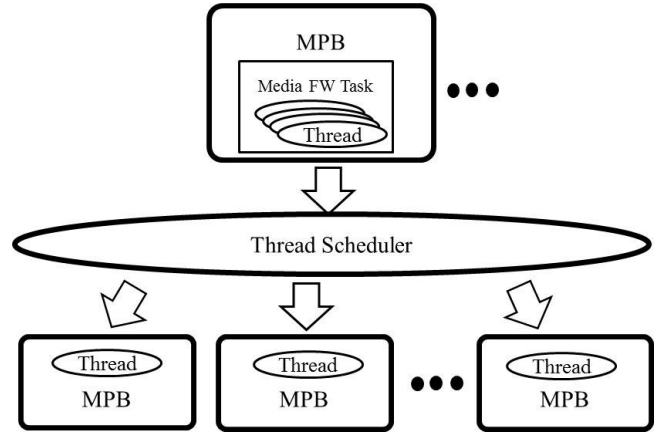 MPB
Media FW Task
Thread
Thread Scheduler
Thread
MPB
Thread
MPB
Thread
MPB